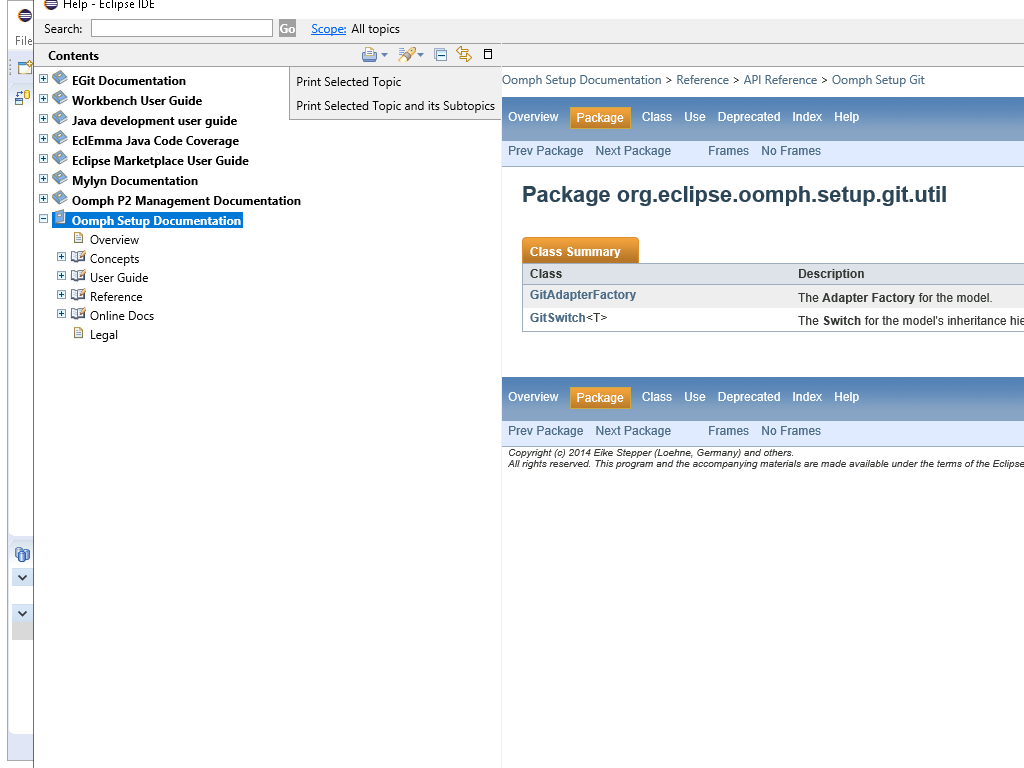 Help - Eclipse IDE
File
Search:
Go
Scope: All topics
Contents
Print Selected Topic
Print Selected Topic and its Subtopics
EGit Documentation
Workbench User Guide
Java development user guide
EclEmma Java Code Coverage
Eclipse Marketplace User Guide
Mylyn Documentation
Oomph P2 Management Documentation
Oomph Setup Documentation
Overview
Concepts
User Guide
Reference
Online Docs
Legal
Oomph Setup Documentation > Reference > API Reference > Oomph Setup Git
Overview Package Class Use Deprecated Index Help
Prev Package Next Package Frames No Frames
Package org.eclipse.oomph.setup.git.util
Class Summary
Class Description
GitAdapterFactory The Adapter Factory for the model.
GitSwitch<T> The Switch for the model's inheritance hie
Overview Package Class Use Deprecated Index Help
Prev Package Next Package Frames No Frames
Copyright (c) 2014 Eike Stepper (Loehne, Germany) and others.
All rights reserved. This program and the accompanying materials are made available under the terms of the Eclipse